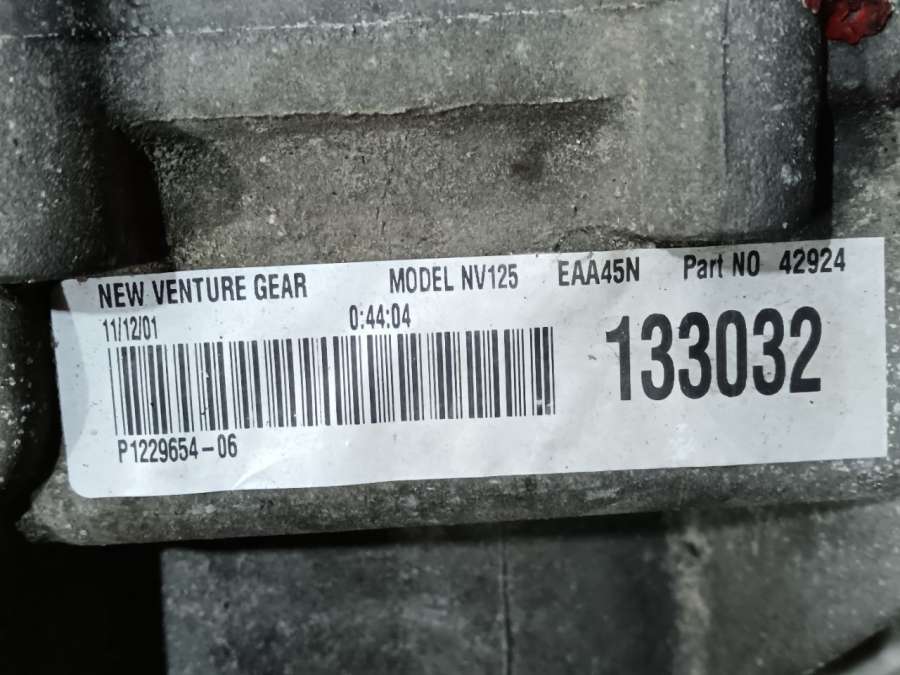 NEW VENTURE GEAR MODEL NV125 EAA45N Part NO 42924
11/12/01 0:44:04
133032
P1229654-06